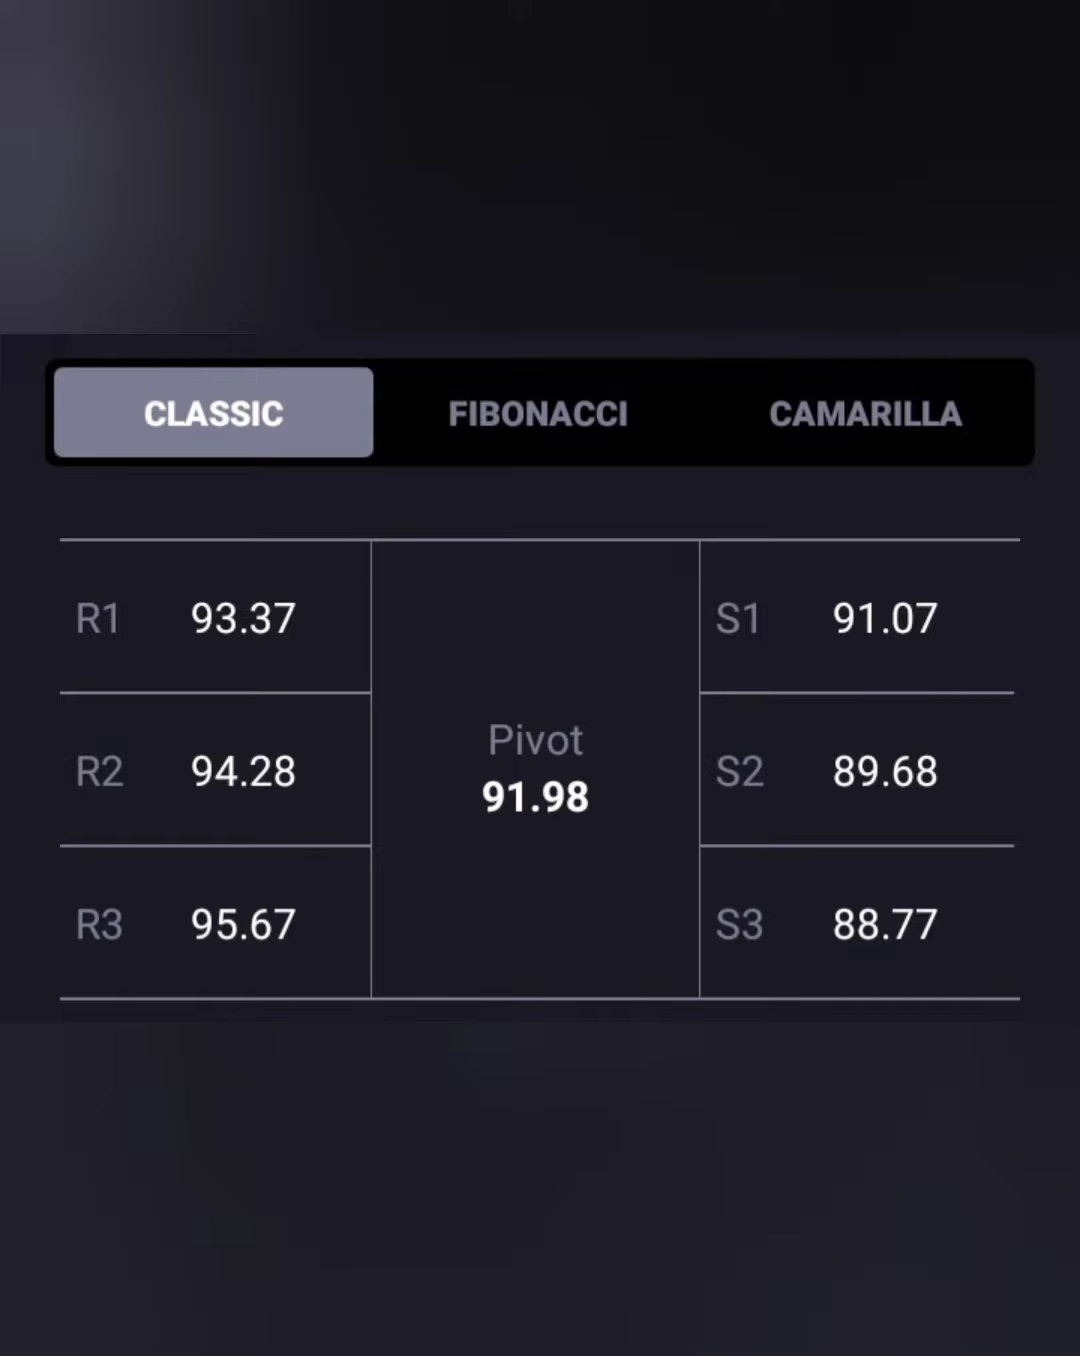 CLASSIC FIBONACCI CAMARILLA
R1 93.37
R2 94.28
R3 95.67
Pivot
91.98
S1 91.07
S2 89.68
S3 88.77